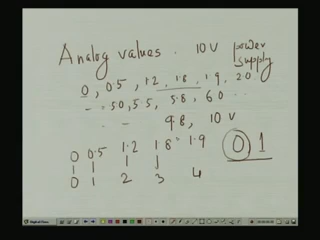 Analog values. 10V power supply
0, 0.5, 1.2, 1.8, 1.9, 2.0
- - 5.0, 5.5, 5.8, 6.0 ..
- - 9.8, 10 V
0 0.5 1.2 1.8 1.9
0 1 2 3 4
0 1